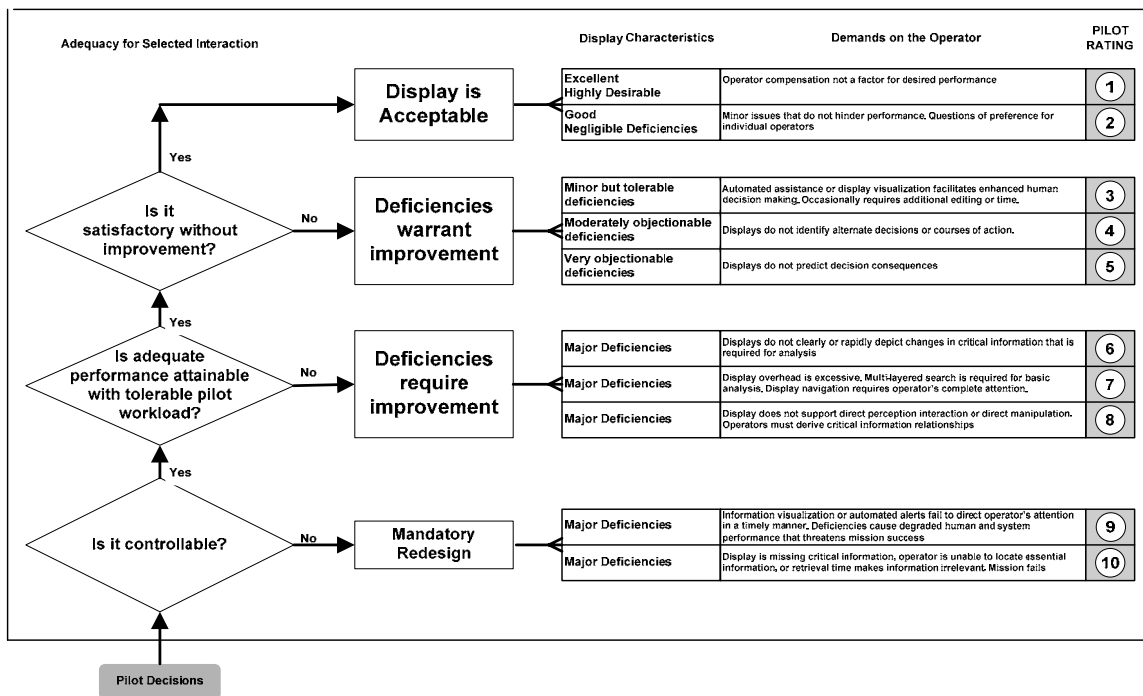 Adequacy for Selected Interaction
Display Characteristics
Demands on the Operator
PILOT
RATING
Display is
Acceptable
Excellent
Highly Desirable
Operator compensation not a factor for desired performance
1
Good
Negligible Deficiencies
Minor issues that do not hinder performance. Questions of preference for
individual operators
2
Yes
Is it
satisfactory without
improvement?
No
Deficiencies
warrant
improvement
Minor but tolerable
deficiencies
Automated assistance or display visualization facilitates enhanced human
decision making. Occasionally requires additional editing or time.
3
Moderately objectionable
deficiencies
Displays do not identify alternate decisions or courses of action.
4
Very objectionable
deficiencies
Displays do not predict decision consequences
5
Yes
Is adequate
performance attainable
with tolerable pilot
workload?
No
Deficiencies
require
improvement
Major Deficiencies
Displays do not clearly or rapidly depict changes in critical information that is
required for analysis
6
Major Deficiencies
Display overhead is excessive. Multi-layered search is required for basic
analysis. Display navigation requires operator's complete attention.
7
Major Deficiencies
Display does not support direct perception interaction or direct manipulation.
Operators must derive critical information relationships
8
Yes
Is it controllable?
No
Mandatory
Redesign
Major Deficiencies
Information visualization or automated alerts fail to direct operator's attention
in a timely manner. Deficiencies cause degraded human and system
performance that threatens mission success
9
Major Deficiencies
Display is missing critical information, operator is unable to locate essential
information, or retrieval time makes information irrelevant. Mission fails
10
Pilot Decisions